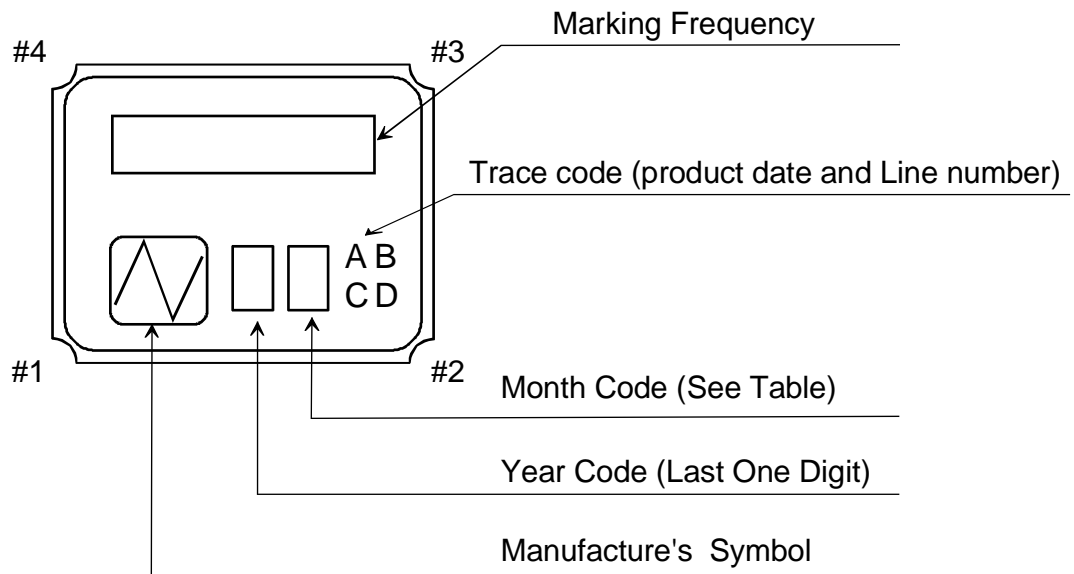 Marking Frequency
#4
#3
Trace code (product date and Line number)
A B
C D
#1
#2
Month Code (See Table)
Year Code (Last One Digit)
Manufacture's Symbol